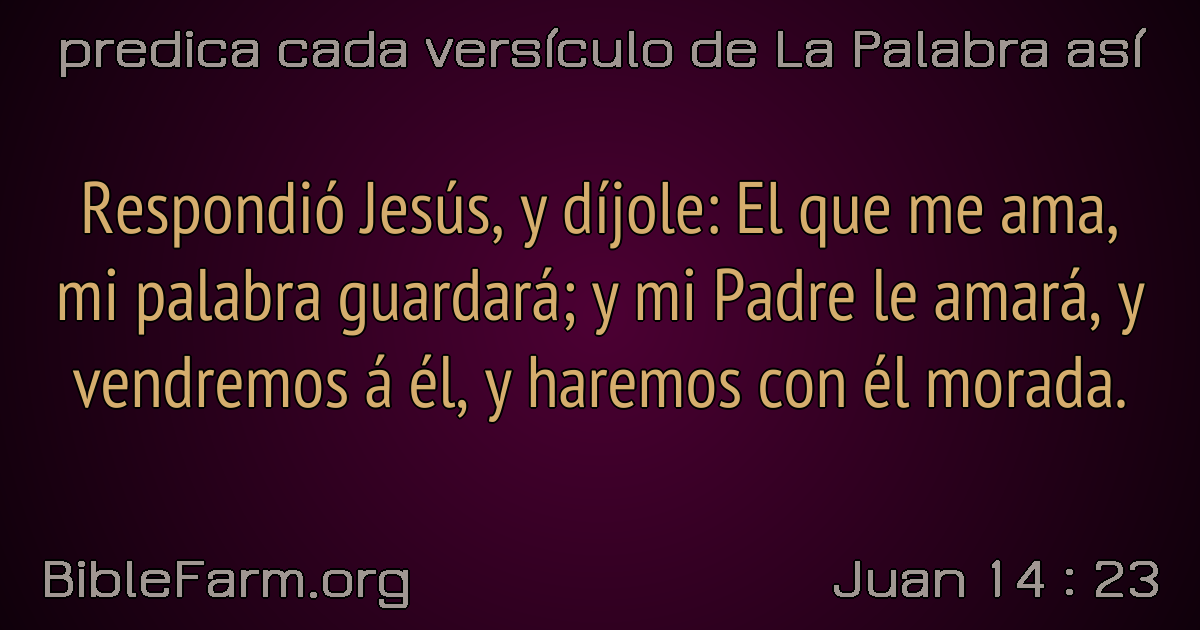 predica cada versículo de La Palabra así
Respondió Jesús, y díjole: El que me ama,
mi palabra guardará; y mi Padre le amará, y
vendremos á él, y haremos con él morada.
BibleFarm.org
Juan 14 : 23